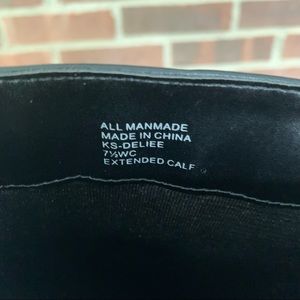 ALL MANMADE
MADE IN CHINA
KS-DELIEE
7½WC
EXTENDED CALF